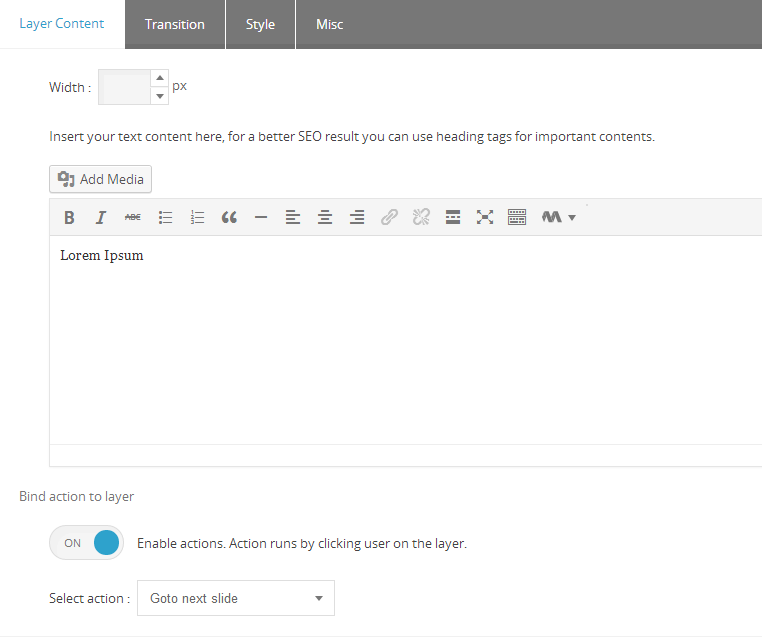 Layer Content Transition Style Misc
Width : px
Insert your text content here, for a better SEO result you can use heading tags for important contents.
Add Media
B I ABC
Lorem Ipsum
Bind action to layer
ON Enable actions. Action runs by clicking user on the layer.
Select action : Goto next slide